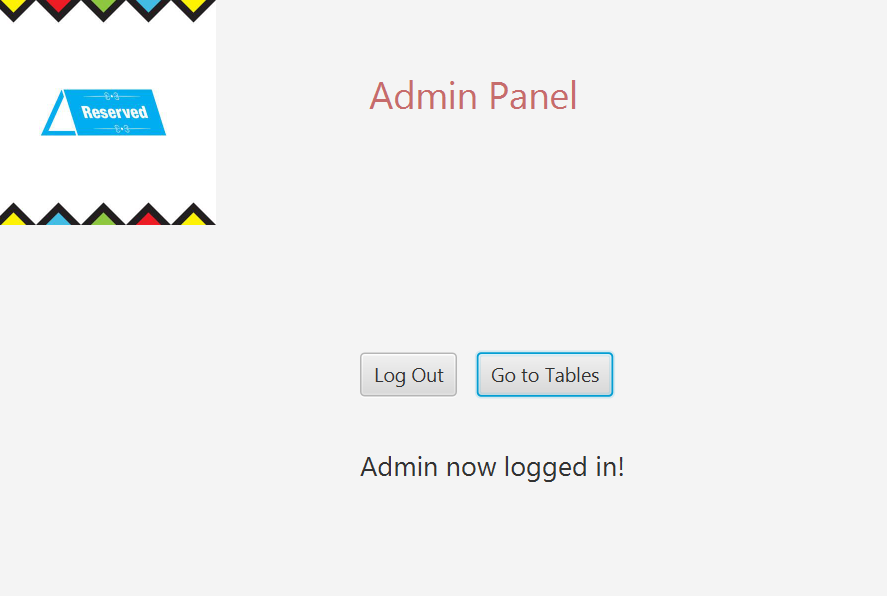 Reserved
Admin Panel
Log Out
Go to Tables
Admin now logged in!